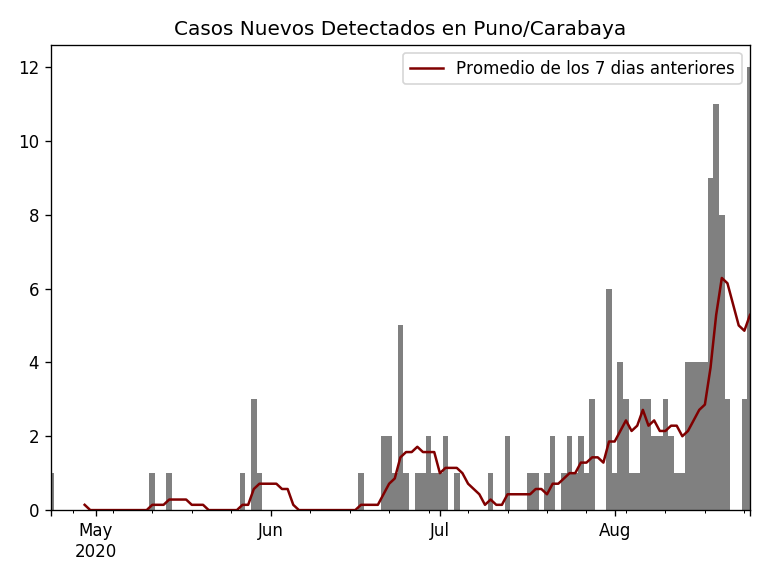 Casos Nuevos Detectados en Puno/Carabaya
Promedio de los 7 dias anteriores
12
10
8
6
4
2
0
May
2020
Jun
Jul
Aug